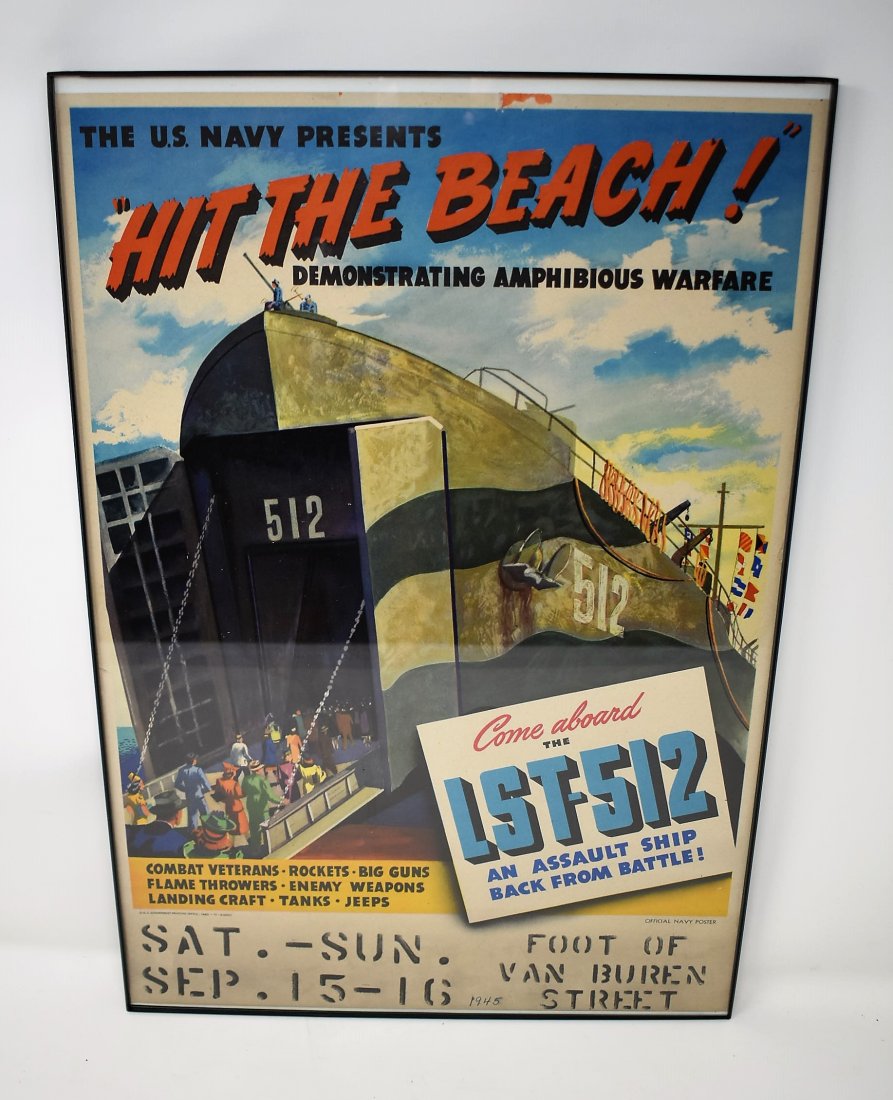 THE U.S. NAVY PRESENTS
"HIT THE BEACH!"
DEMONSTRATING AMPHIBIOUS WARFARE
512
512
Come aboard
THE
LST-512
AN ASSAULT SHIP
BACK FROM BATTLE!
COMBAT VETERANS · ROCKETS · BIG GUNS
FLAME THROWERS · ENEMY WEAPONS
LANDING CRAFT · TANKS · JEEPS
OFFICIAL NAVY POSTER
SAT.-SUN.
SEP. 15-16
1945
FOOT OF
VAN BUREN
STREET